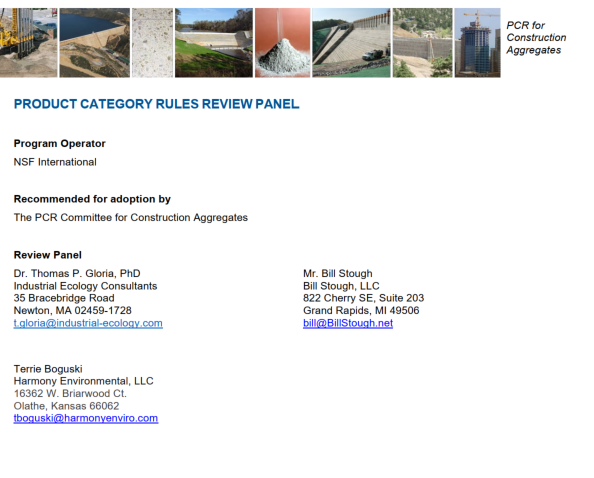 PCR for
Construction
Aggregates
PRODUCT CATEGORY RULES REVIEW PANEL
Program Operator
NSF International
Recommended for adoption by
The PCR Committee for Construction Aggregates
Review Panel
Dr. Thomas P. Gloria, PhD
Industrial Ecology Consultants
35 Bracebridge Road
Newton, MA 02459-1728
t.gloria@industrial-ecology.com
Mr. Bill Stough
Bill Stough, LLC
822 Cherry SE, Suite 203
Grand Rapids, MI 49506
bill@BillStough.net
Terrie Boguski
Harmony Environmental, LLC
16362 W. Briarwood Ct.
Olathe, Kansas 66062
tboguski@harmonyenviro.com